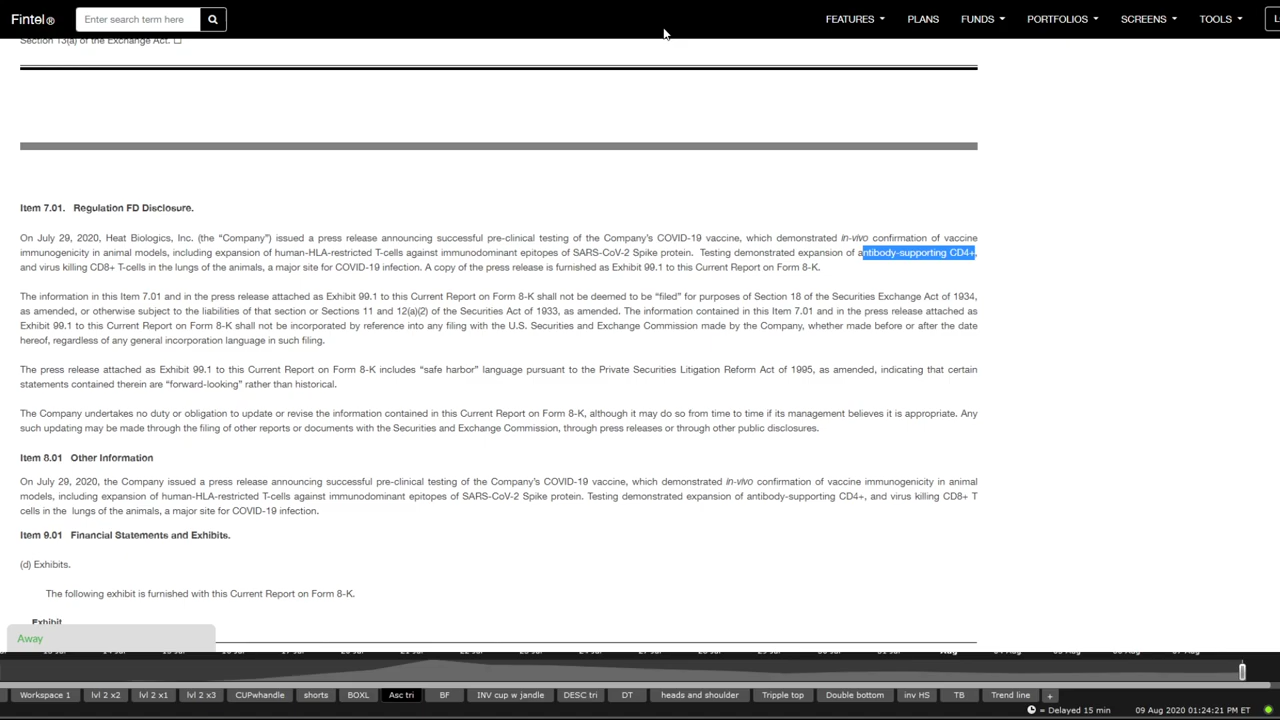 Fintel®
Enter search term here
FEATURES
PLANS
FUNDS
PORTFOLIOS
SCREENS
TOOLS
Section 13(a) of the Exchange Act. ☐
Item 7.01. Regulation FD Disclosure.
On July 29, 2020, Heat Biologics, Inc. (the “Company”) issued a press release announcing successful pre-clinical testing of the Company’s COVID-19 vaccine, which demonstrated in-vivo confirmation of vaccine
immunogenicity in animal models, including expansion of human-HLA-restricted T-cells against immunodominant epitopes of SARS-CoV-2 Spike protein. Testing demonstrated expansion of antibody-supporting CD4+,
and virus killing CD8+ T-cells in the lungs of the animals, a major site for COVID-19 infection. A copy of the press release is furnished as Exhibit 99.1 to this Current Report on Form 8-K.
The information in this Item 7.01 and in the press release attached as Exhibit 99.1 to this Current Report on Form 8-K shall not be deemed to be “filed” for purposes of Section 18 of the Securities Exchange Act of 1934,
as amended, or otherwise subject to the liabilities of that section or Sections 11 and 12(a)(2) of the Securities Act of 1933, as amended. The information contained in this Item 7.01 and in the press release attached as
Exhibit 99.1 to this Current Report on Form 8-K shall not be incorporated by reference into any filing with the U.S. Securities and Exchange Commission made by the Company, whether made before or after the date
hereof, regardless of any general incorporation language in such filing.
The press release attached as Exhibit 99.1 to this Current Report on Form 8-K includes “safe harbor” language pursuant to the Private Securities Litigation Reform Act of 1995, as amended, indicating that certain
statements contained therein are “forward-looking” rather than historical.
The Company undertakes no duty or obligation to update or revise the information contained in this Current Report on Form 8-K, although it may do so from time to time if its management believes it is appropriate. Any
such updating may be made through the filing of other reports or documents with the Securities and Exchange Commission, through press releases or through other public disclosures.
Item 8.01 Other Information
On July 29, 2020, the Company issued a press release announcing successful pre-clinical testing of the Company’s COVID-19 vaccine, which demonstrated in-vivo confirmation of vaccine immunogenicity in animal
models, including expansion of human-HLA-restricted T-cells against immunodominant epitopes of SARS-CoV-2 Spike protein. Testing demonstrated expansion of antibody-supporting CD4+, and virus killing CD8+ T
cells in the lungs of the animals, a major site for COVID-19 infection.
Item 9.01 Financial Statements and Exhibits.
(d) Exhibits.
The following exhibit is furnished with this Current Report on Form 8-K.
Exhibit
Away
Workspace 1
lvl 2 x2
lvl 2 x1
lvl 2 x3
CUPwhandle
shorts
BOXL
Asc tri
BF
INV cup w jandle
DESC tri
DT
heads and shoulder
Tripple top
Double bottom
inv HS
TB
Trend line
+
= Delayed 15 min
09 Aug 2020 01:24:21 PM ET